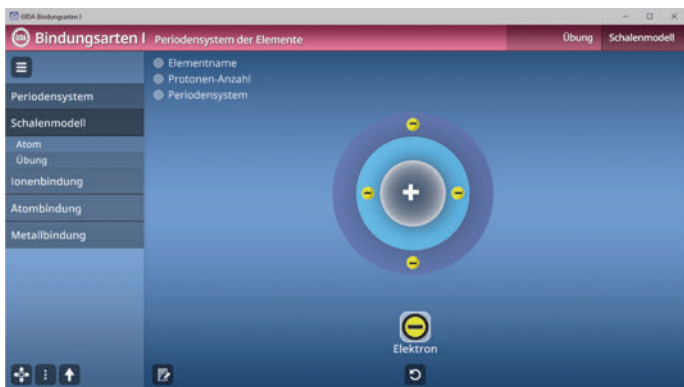 GIDA Bindungsarten I
Bindungsarten I Periodensystem der Elemente Übung Schalenmodell
Elementname
Protonen-Anzahl
Periodensystem
Periodensystem
Schalenmodell
Atom
Übung
Ionenbindung
Atombindung
Metallbindung
Elektron